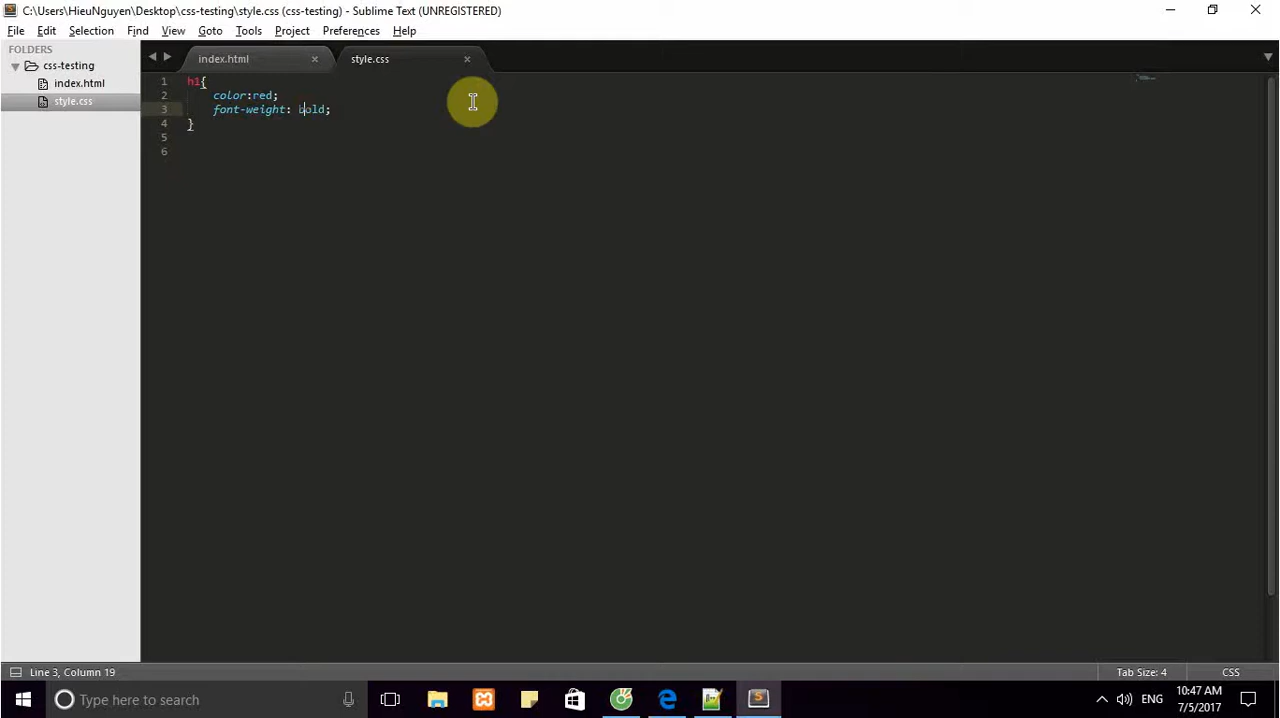 C:\Users\HieuNguyen\Desktop\css-testing\style.css (css-testing) - Sublime Text (UNREGISTERED)
File Edit Selection Find View Goto Tools Project Preferences Help
FOLDERS
css-testing
index.html
style.css
index.html × style.css ×
1 h1{
2 color:red;
3 font-weight: bold;
4 }
5
6
Line 3, Column 19 Tab Size: 4 CSS
Type here to search ENG 10:47 AM
7/5/2017